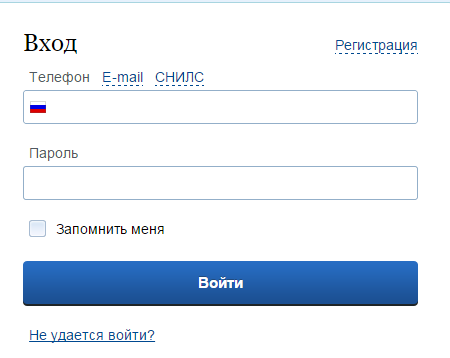 Вход Регистрация
Телефон E-mail СНИЛС
Пароль
Запомнить меня
Войти
Не удается войти?